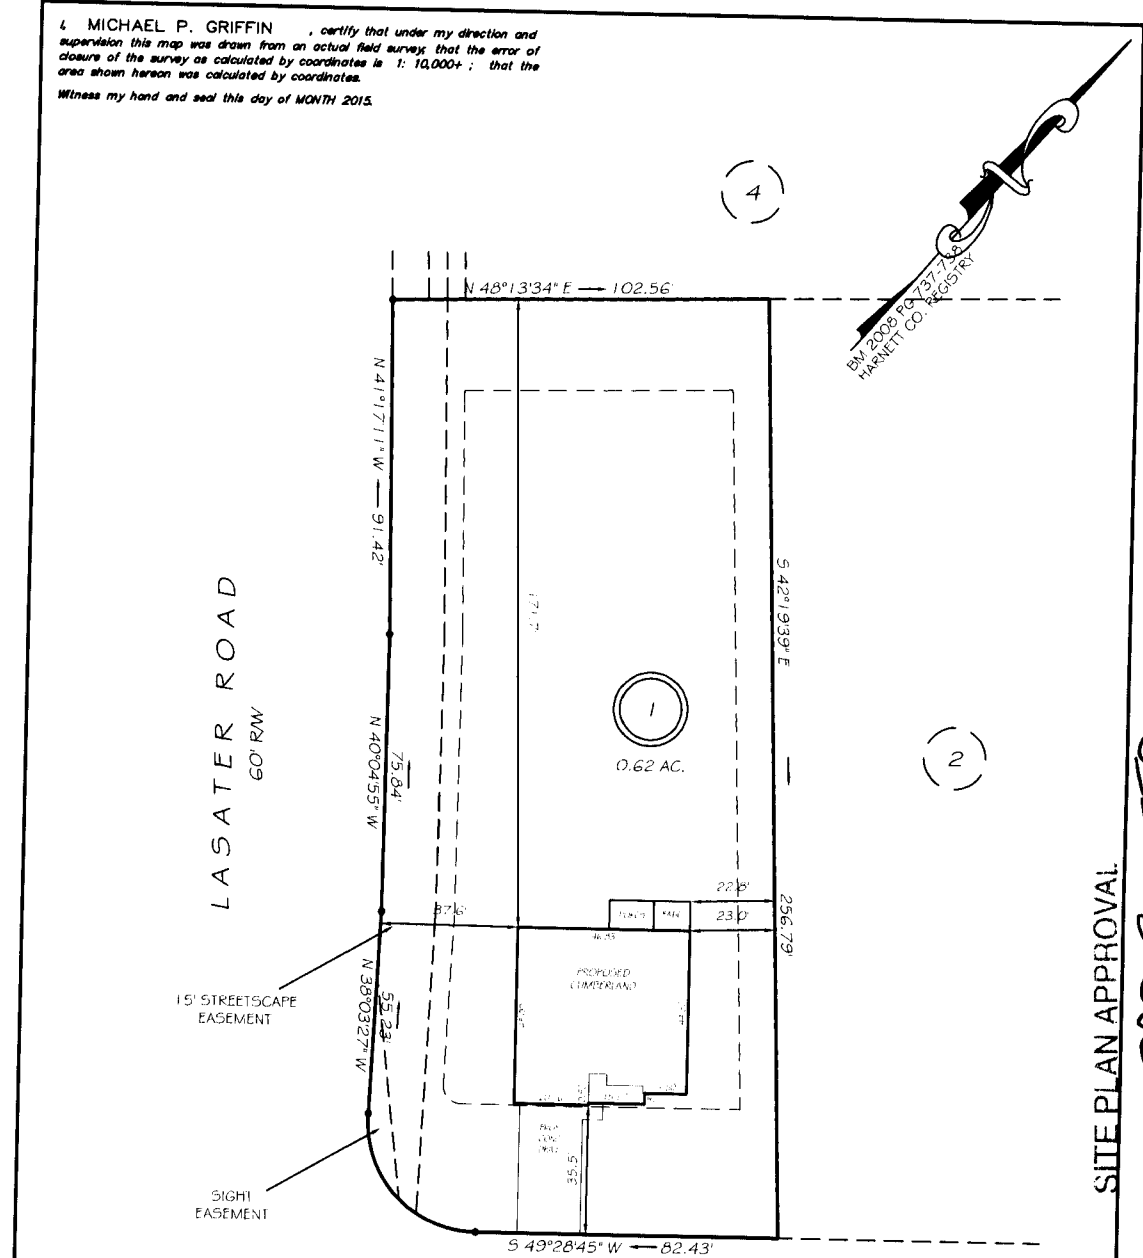 I, MICHAEL P. GRIFFIN , certify that under my direction and
supervision this map was drawn from an actual field survey; that the error of
closure of the survey as calculated by coordinates is 1: 10,000+ ; that the
area shown hereon was calculated by coordinates.
Witness my hand and seal this day of MONTH 2015.
4
BM 2008 PG 737-738
HARNETT CO. REGISTRY
N 48°13'34" E 102.56'
N 41°17'11" W 91.42'
171.7'
S 42°19'39" E 256.79'
LASATER ROAD
60' R/W
N 40°04'55" W
75.84'
1
0.62 AC.
2
22.8'
23.0'
37.6'
PROPOSED
CUMBERLAND
15' STREETSCAPE
EASEMENT
N 38°03'27" W
55.23'
35.5'
SIGHT
EASEMENT
S 49°28'45" W 82.43'
SITE PLAN APPROVAL